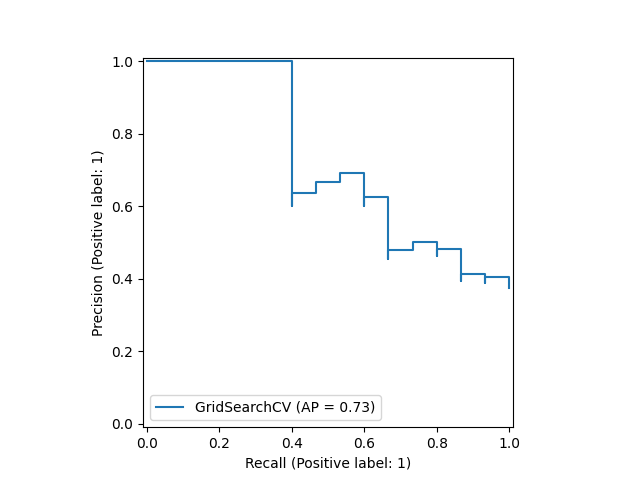 1.0
0.8
0.6
0.4
0.2
0.0
Precision (Positive label: 1)
GridSearchCV (AP = 0.73)
0.0 0.2 0.4 0.6 0.8 1.0
Recall (Positive label: 1)